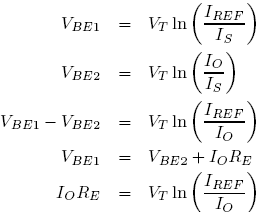 V_{BE1} = V_T ln(I_{REF}/I_S)
V_{BE2} = V_T ln(I_O/I_S)
V_{BE1} − V_{BE2} = V_T ln(I_{REF}/I_O)
V_{BE1} = V_{BE2} + I_O R_E
I_O R_E = V_T ln(I_{REF}/I_O)